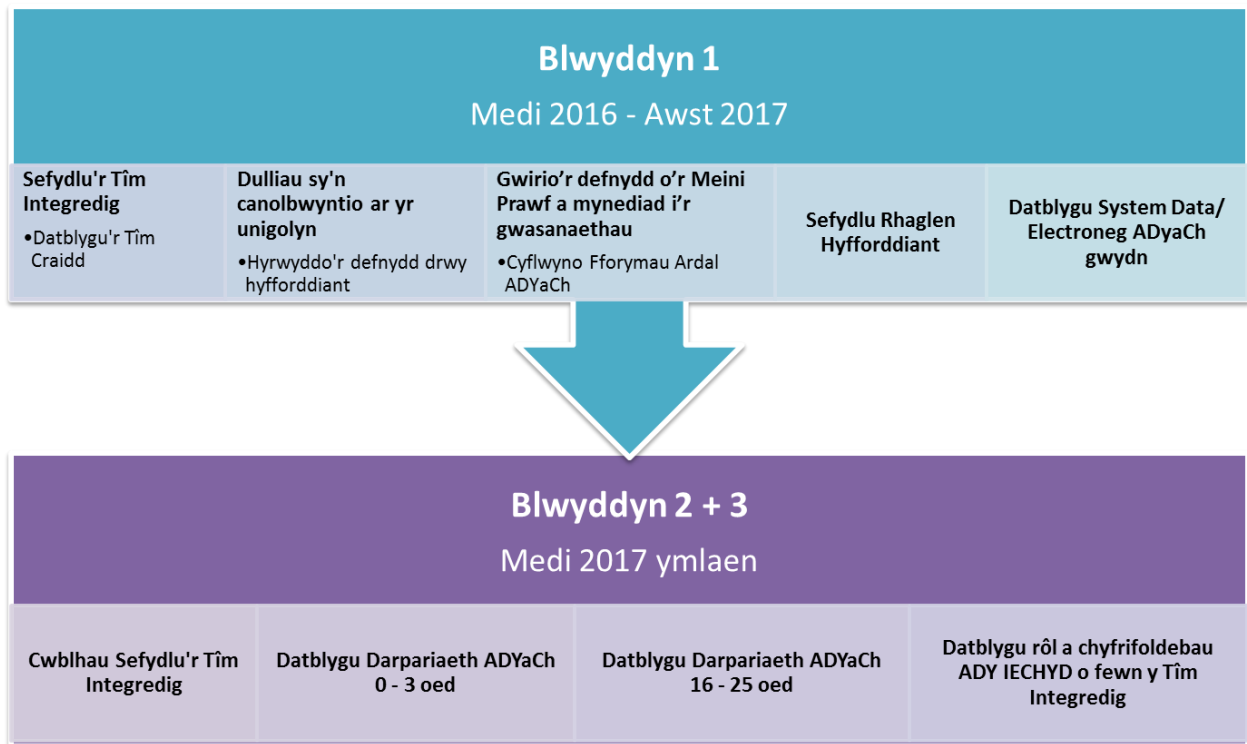 Blwyddyn 1
Medi 2016 - Awst 2017
Sefydlu'r Tîm
Integredig
•Datblygu'r Tîm
Craidd
Dulliau sy'n
canolbwyntio ar yr
unigolyn
•Hyrwyddo'r defnydd drwy
hyfforddiant
Gwirio’r defnydd o’r Meini
Prawf a mynediad i’r
gwasanaethau
•Cyflwyno Fforymau Ardal
ADYaCh
Sefydlu Rhaglen
Hyfforddiant
Datblygu System Data/
Electroneg ADyaCh
gwydn
Blwyddyn 2 + 3
Medi 2017 ymlaen
Cwblhau Sefydlu'r Tîm
Integredig
Datblygu Darpariaeth ADYaCh
0 - 3 oed
Datblygu Darpariaeth ADYaCh
16 - 25 oed
Datblygu rôl a chyfrifoldebau
ADY IECHYD o fewn y Tîm
Integredig